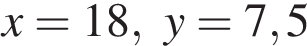 x = 18, y = 7,5